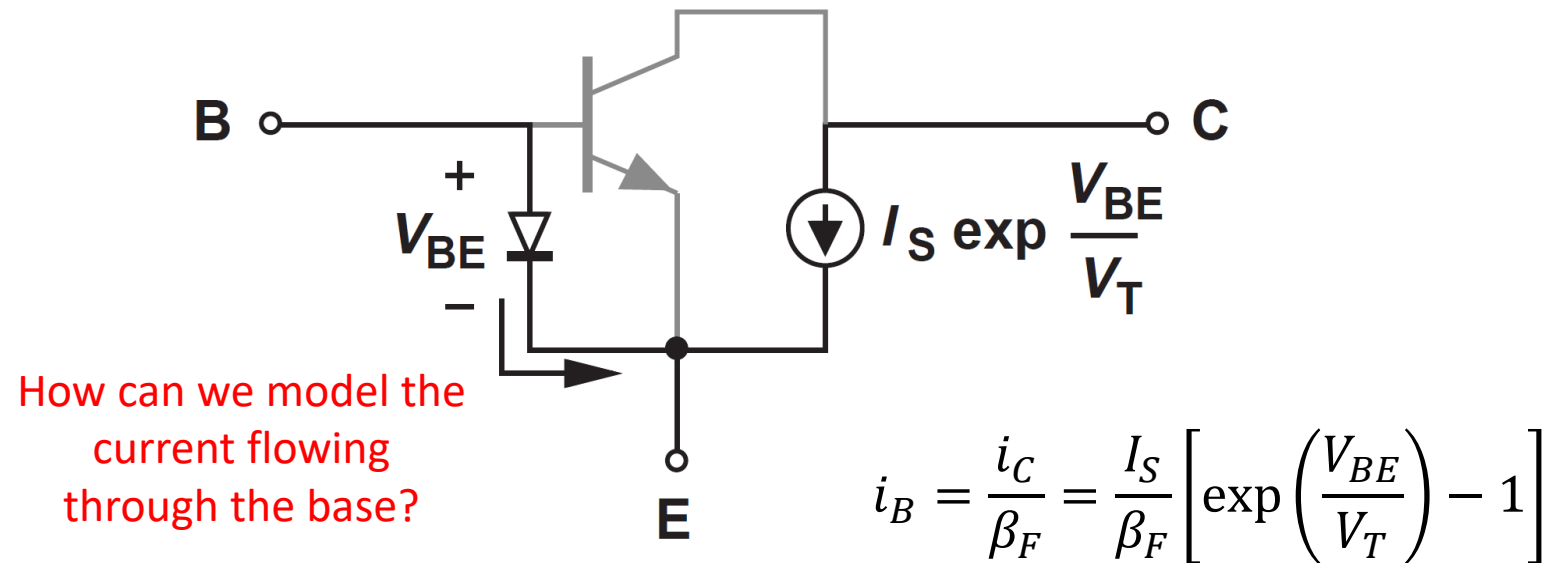 B
C
+
V_BE
−
I_S exp V_BE / V_T
How can we model the
current flowing
through the base?
E
i_B = i_C / β_F = I_S / β_F [exp (V_BE / V_T) − 1]